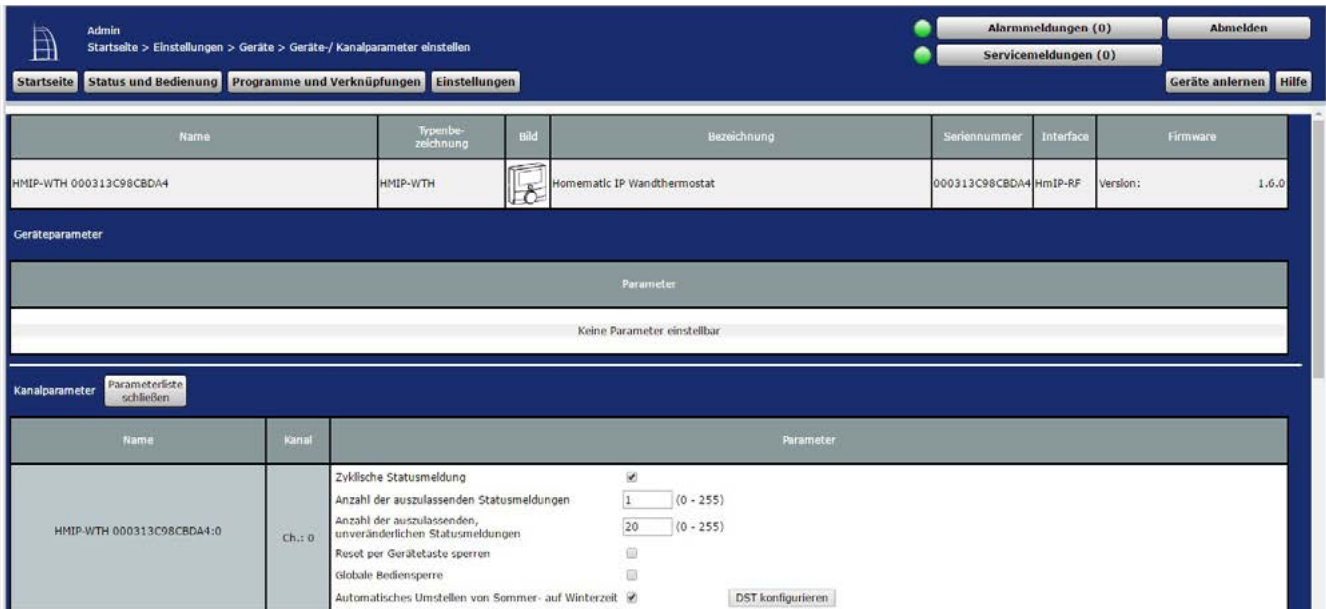 Admin
Startseite > Einstellungen > Geräte > Geräte-/ Kanalparameter einstellen
Alarmmeldungen (0)
Abmelden
Servicemeldungen (0)
Startseite
Status und Bedienung
Programme und Verknüpfungen
Einstellungen
Geräte anlernen
Hilfe
Name
Typenbe-
zeichnung
Bild
Bezeichnung
Seriennummer
Interface
Firmware
HMIP-WTH 000313C98CBDA4
HMIP-WTH
Homematic IP Wandthermostat
000313C98CBDA4
HmIP-RF
Version: 1.6.0
Geräteparameter
Parameter
Keine Parameter einstellbar
Kanalparameter
Parameterliste
schließen
Name
Kanal
Parameter
HMIP-WTH 000313C98CBDA4:0
Ch.: 0
Zyklische Statusmeldung
Anzahl der auszulassenden Statusmeldungen 1 (0 - 255)
Anzahl der auszulassenden,
unveränderlichen Statusmeldungen 20 (0 - 255)
Reset per Gerätetaste sperren
Globale Bediensperre
Automatisches Umstellen von Sommer- auf Winterzeit
DST konfigurieren